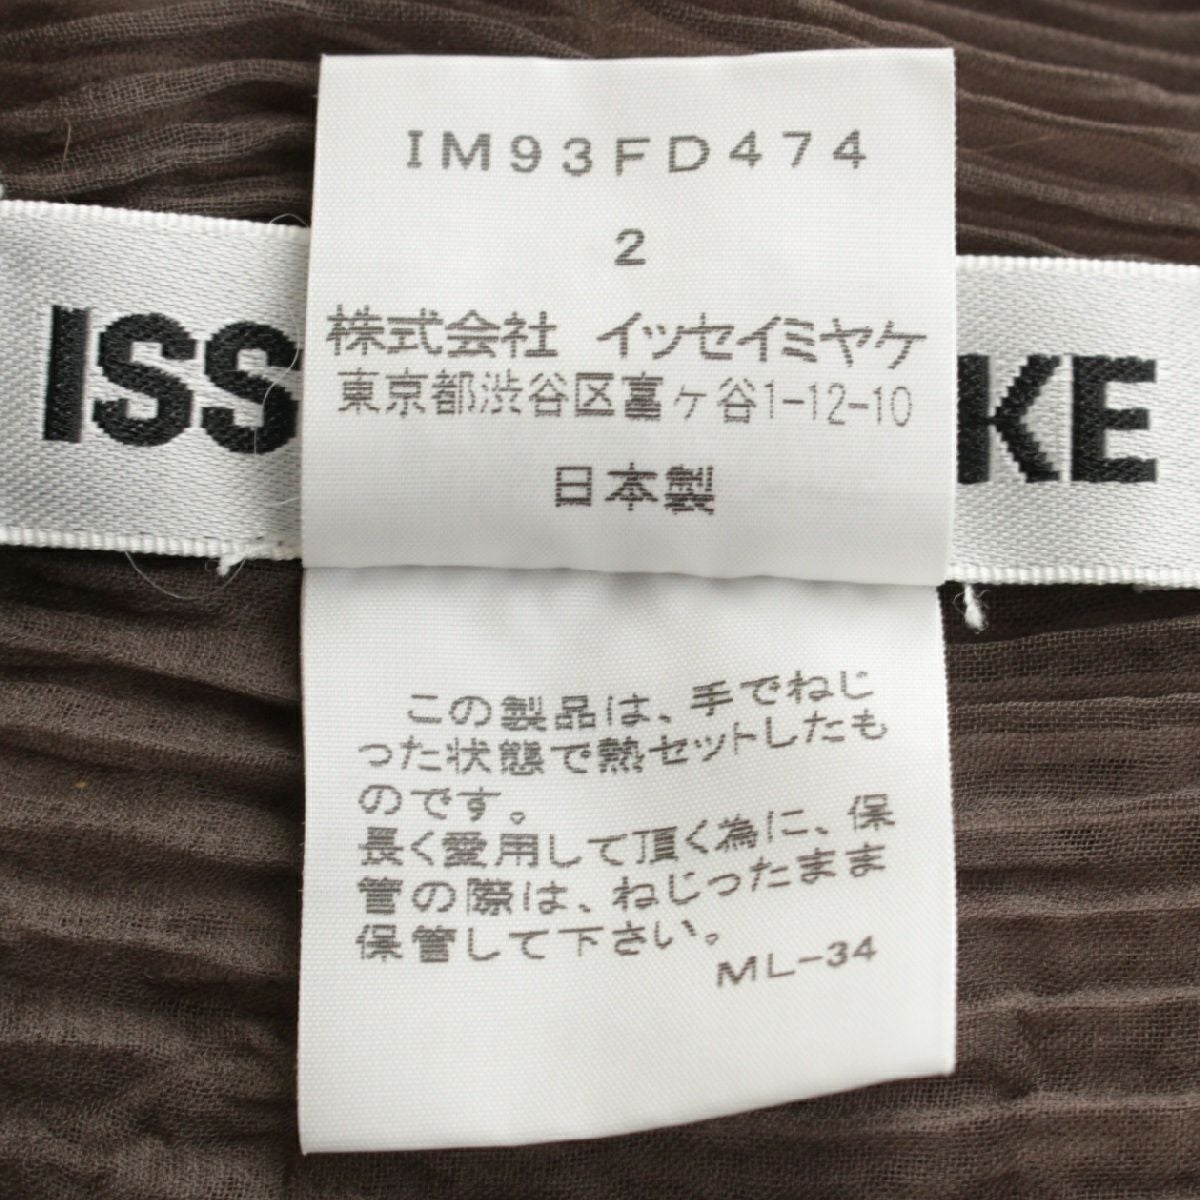 IM93FD474
2
株式会社 イッセイミヤケ
東京都渋谷区富ヶ谷1-12-10
日本製
ISS
KE
この製品は、手でねじ
った状態で熱セットしたも
のです。
長く愛用して頂く為に、保
管の際は、ねじったまま
保管して下さい。
ML-34